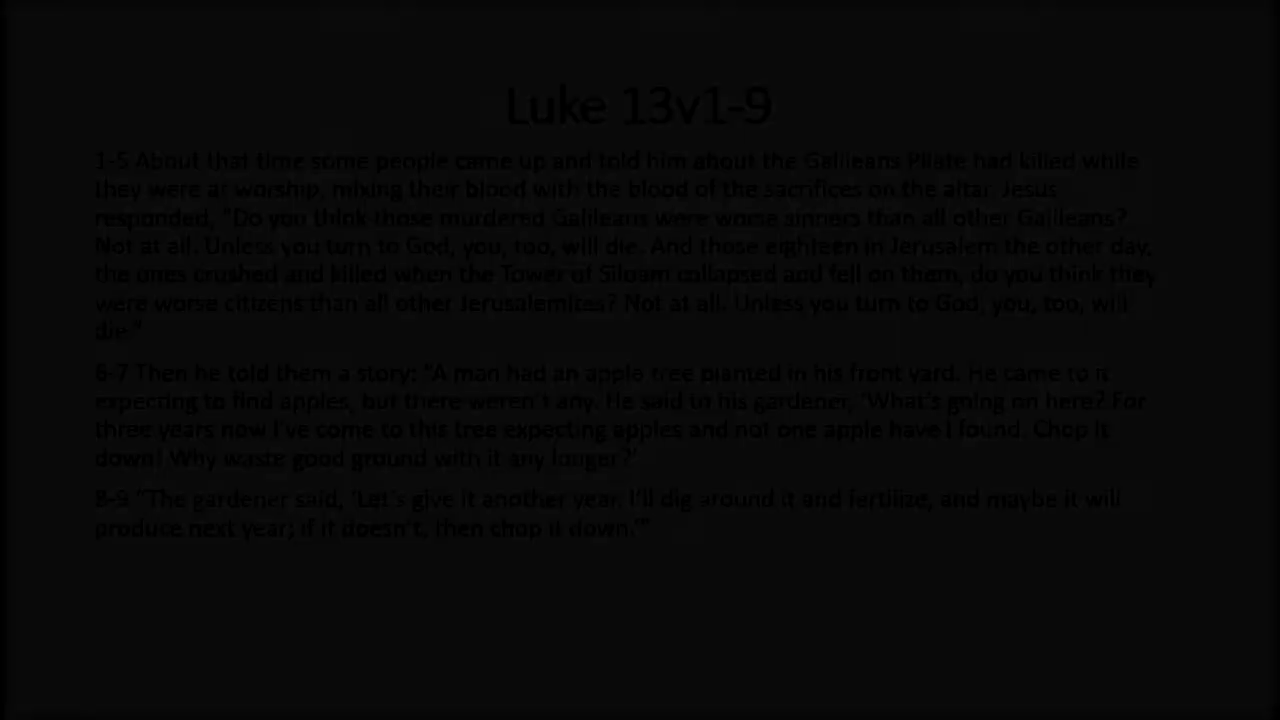 Luke 13v1-9
1-5 About that time some people came up and told him about the Galileans Pilate had killed while
they were at worship, mixing their blood with the blood of the sacrifices on the altar. Jesus
responded, "Do you think those murdered Galileans were worse sinners than all other Galileans?
Not at all. Unless you turn to God, you, too, will die. And those eighteen in Jerusalem the other day,
the ones crushed and killed when the Tower of Siloam collapsed and fell on them, do you think they
were worse citizens than all other Jerusalemites? Not at all. Unless you turn to God, you, too, will
die."
6-7 Then he told them a story: "A man had an apple tree planted in his front yard. He came to it
expecting to find apples, but there weren't any. He said to his gardener, 'What's going on here? For
three years now I've come to this tree expecting apples and not one apple have I found. Chop it
down! Why waste good ground with it any longer?'
8-9 "The gardener said, 'Let's give it another year. I'll dig around it and fertilize, and maybe it will
produce next year; if it doesn't, then chop it down.'"